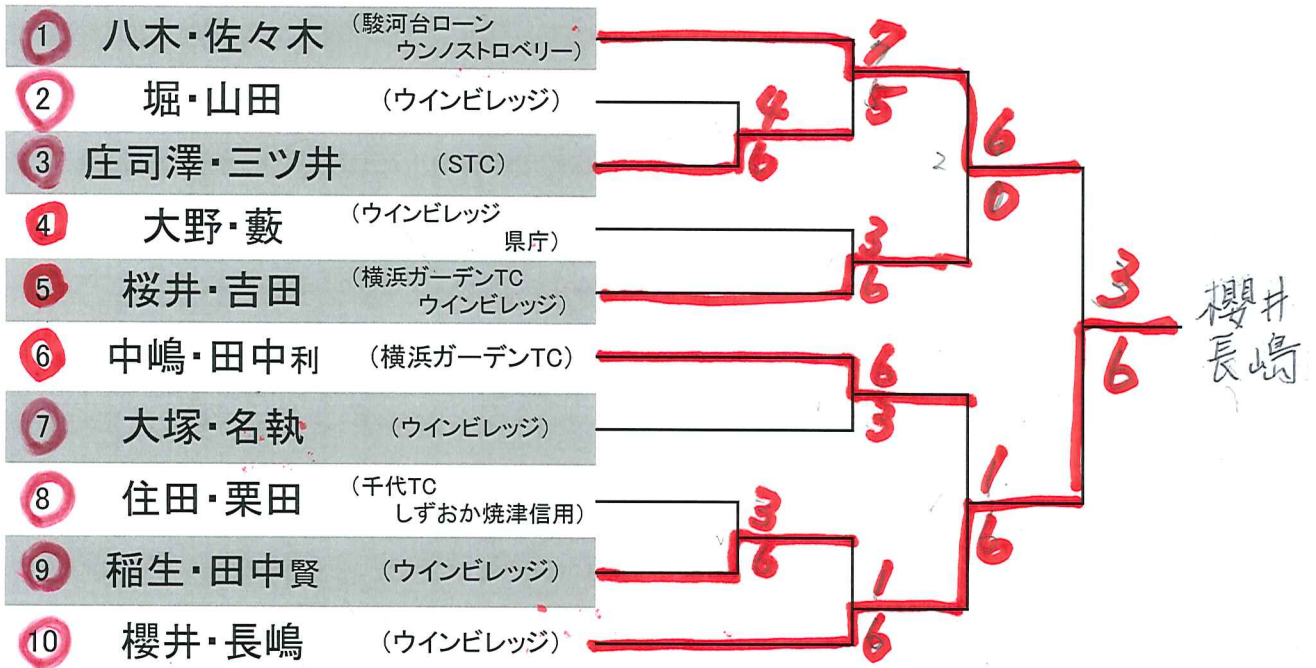 ① 八木・佐々木 (駿河台ローン
ウンノストロベリー)
② 堀・山田 (ウインビレッジ)
③ 庄司澤・三ツ井 (STC)
④ 大野・藪 (ウインビレッジ
県庁)
⑤ 桜井・吉田 (横浜ガーデンTC
ウインビレッジ)
⑥ 中嶋・田中利 (横浜ガーデンTC)
⑦ 大塚・名執 (ウインビレッジ)
⑧ 住田・栗田 (千代TC
しずおか焼津信用)
⑨ 稲生・田中賢 (ウインビレッジ)
⑩ 櫻井・長嶋 (ウインビレッジ)
4
6
3
6
7
5
3
6
6
3
1
6
2
6
0
1
6
3
6
櫻井
長嶋